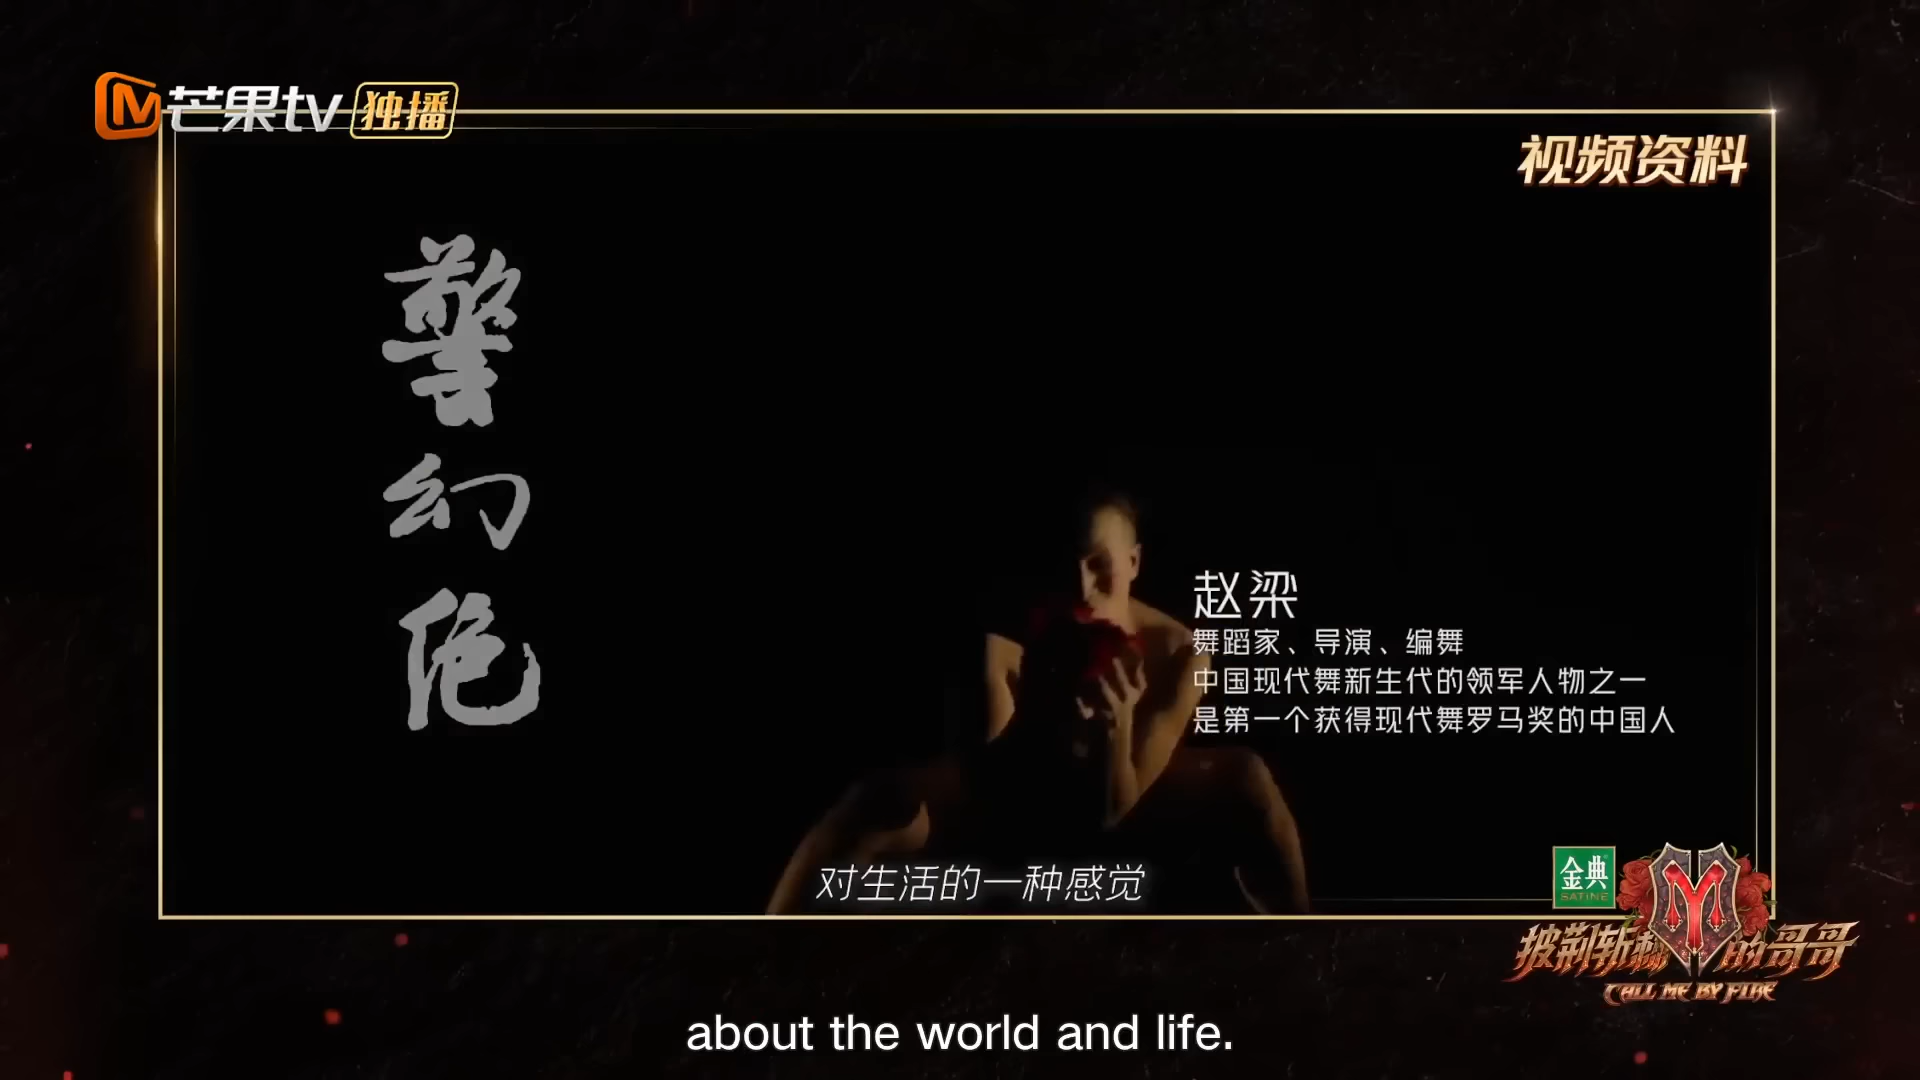 芒果tv 独播
视频资料
警
幻
绝
赵梁
舞蹈家、导演、编舞
中国现代舞新生代的领军人物之一
是第一个获得现代舞罗马奖的中国人
对生活的一种感觉
金典
SATINE
披荆斩棘的哥哥
CALL ME BY FIRE
about the world and life.